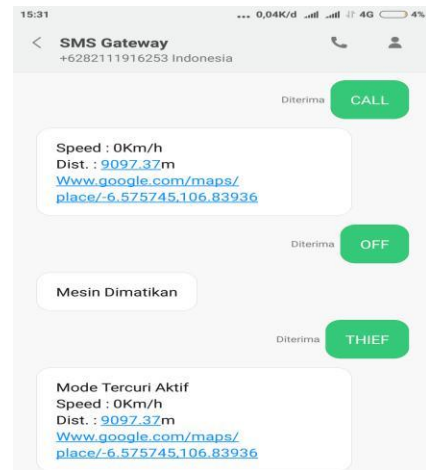 15:31 ... 0,04K/d 4G 4%
SMS Gateway
+6282111916253 Indonesia
Diterima CALL
Speed : 0Km/h
Dist. : 9097.37m
Www.google.com/maps/
place/-6.575745,106.83936
Diterima OFF
Mesin Dimatikan
Diterima THIEF
Mode Tercuri Aktif
Speed : 0Km/h
Dist. : 9097.37m
Www.google.com/maps/
place/-6.575745,106.83936